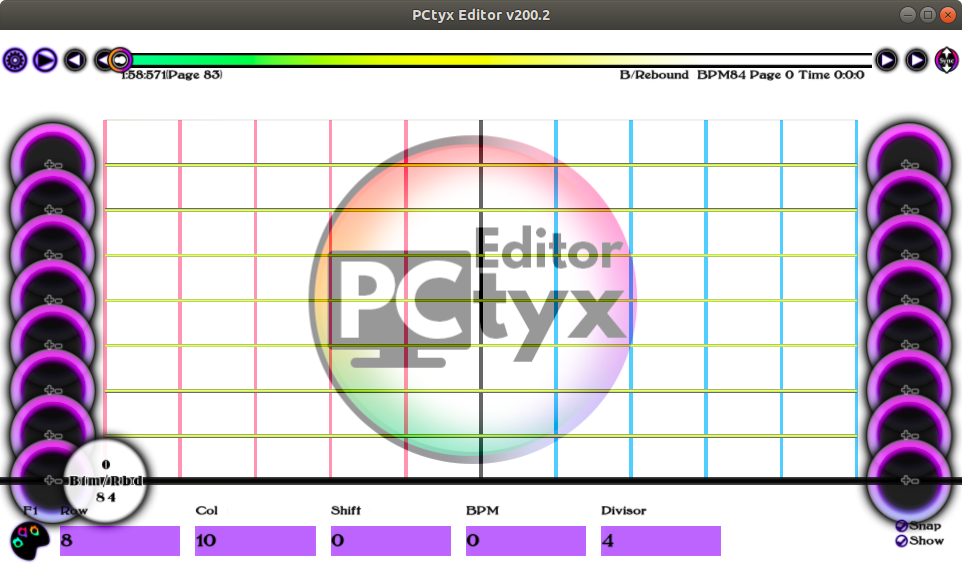 PCtyx Editor v200.2
Sync
1:58:571(Page 83)
B/Rebound BPM84 Page 0 Time 0:0:0
Editor
PCtyx
0
Btm/Rbd
84
F1
Row
Col
Shift
BPM
Divisor
8
10
0
0
4
Snap
Show